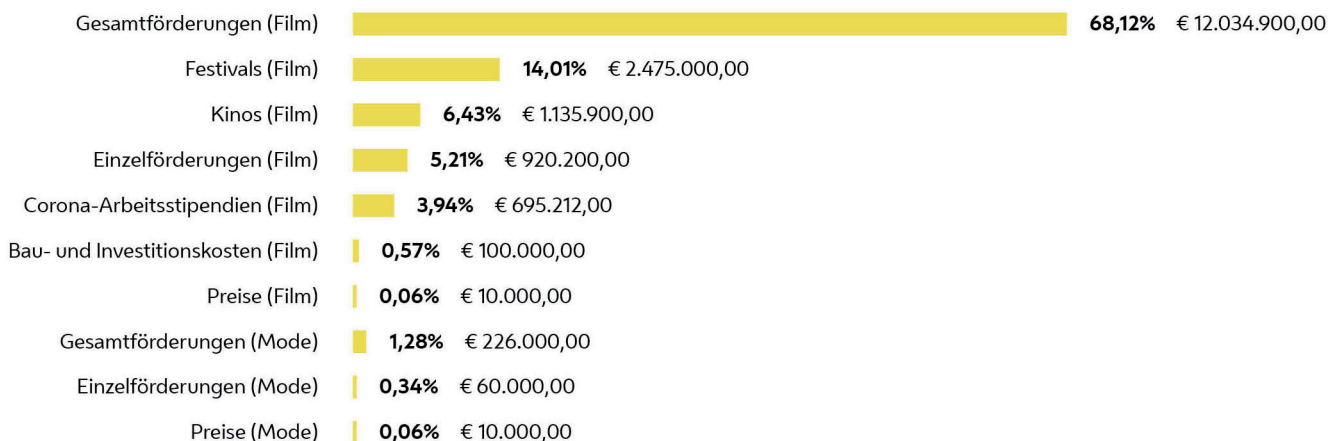 Gesamtförderungen (Film) 68,12% € 12.034.900,00
Festivals (Film) 14,01% € 2.475.000,00
Kinos (Film) 6,43% € 1.135.900,00
Einzelförderungen (Film) 5,21% € 920.200,00
Corona-Arbeitsstipendien (Film) 3,94% € 695.212,00
Bau- und Investitionskosten (Film) 0,57% € 100.000,00
Preise (Film) 0,06% € 10.000,00
Gesamtförderungen (Mode) 1,28% € 226.000,00
Einzelförderungen (Mode) 0,34% € 60.000,00
Preise (Mode) 0,06% € 10.000,00